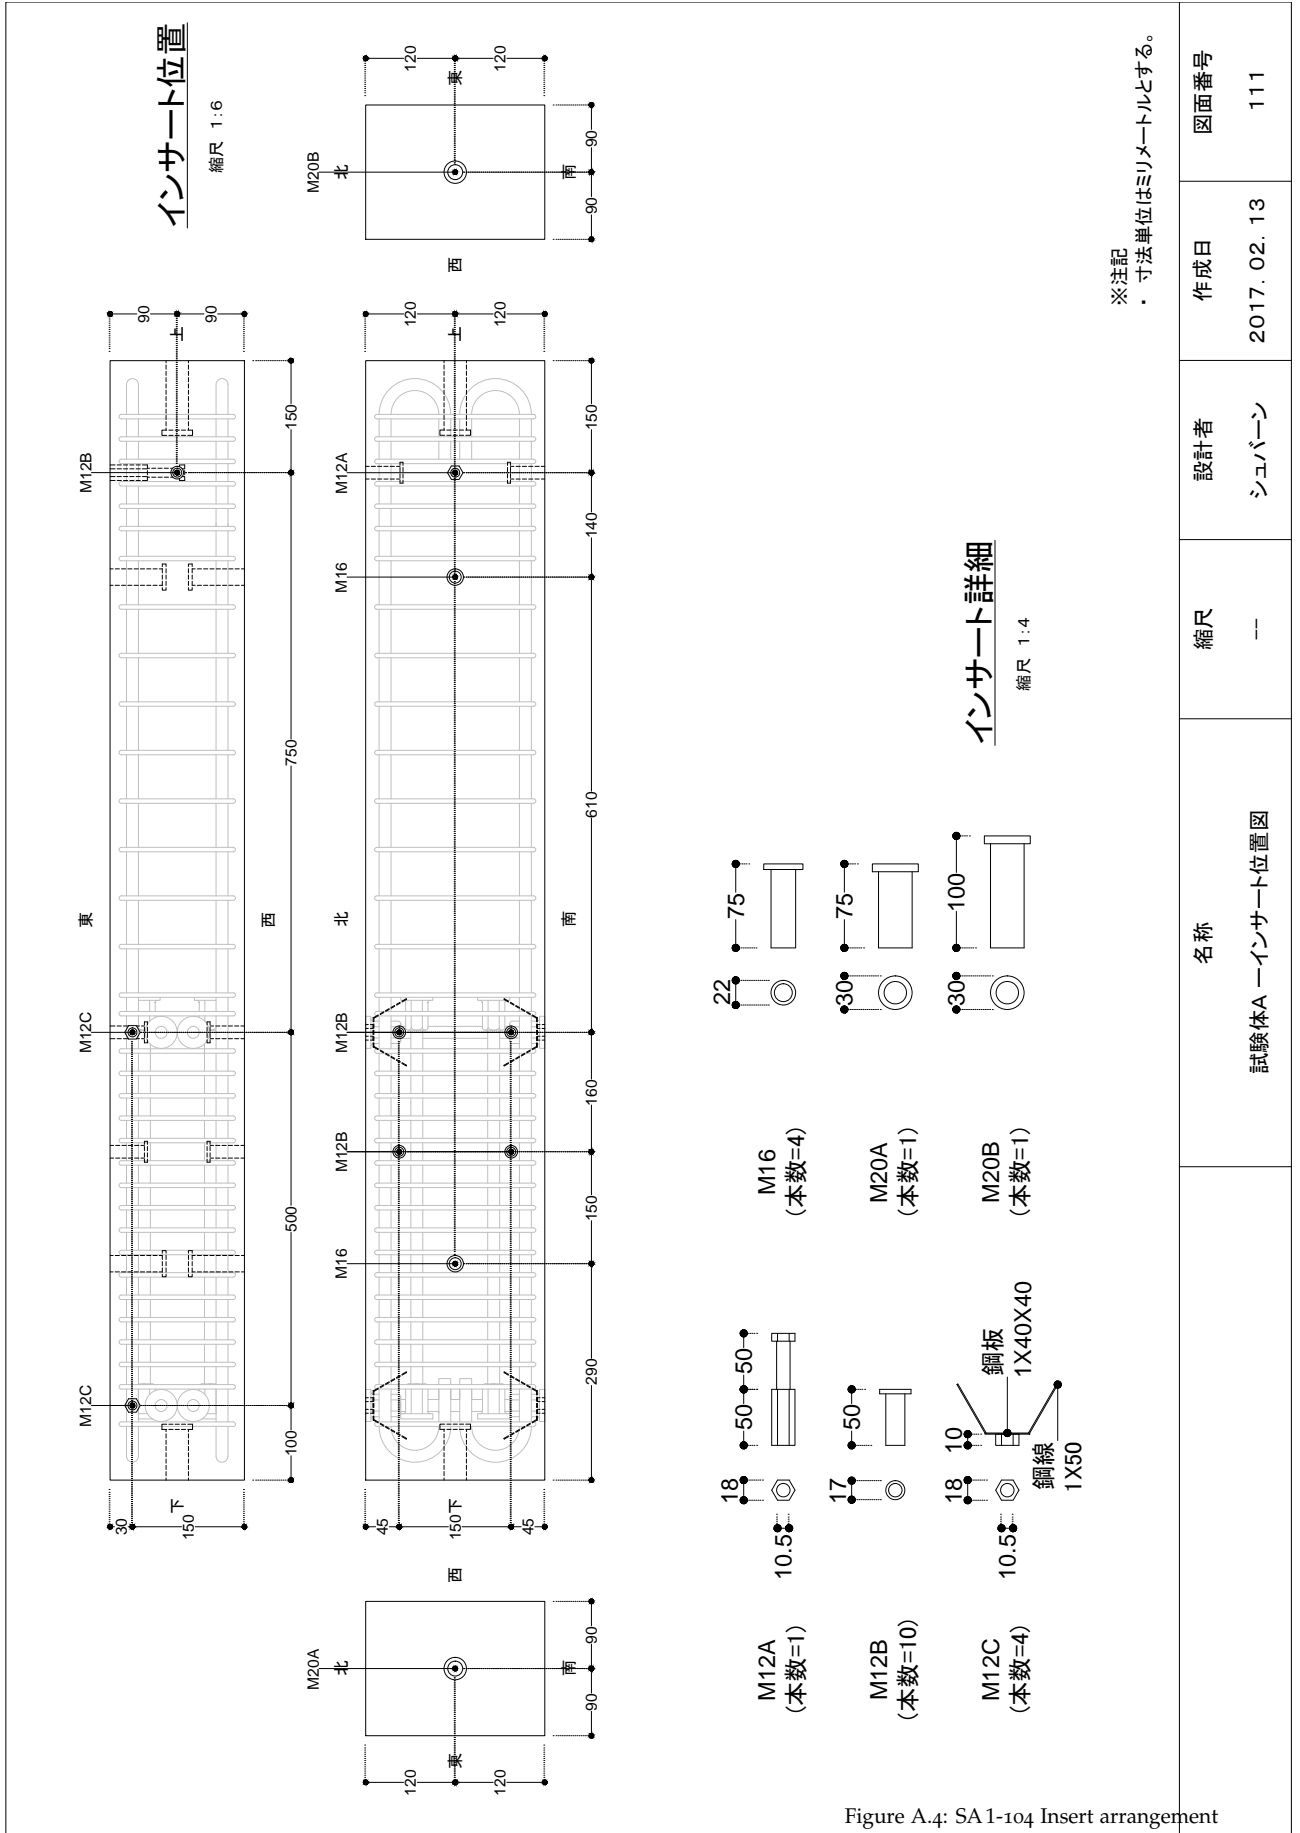 インサート位置
縮尺 1:6
M12C
M12C
M12B
東
西
下
上
30
150
90
90
100
500
750
150
M20A
北
南
東
西
120
120
90
90
M16
M12B
M12B
M16
M12A
北
南
下
上
45
150
45
120
120
290
150
160
610
140
150
M20B
北
南
西
東
120
120
90
90
M12A
(本数=1)
18
10.5
50
50
M12B
(本数=10)
17
50
M12C
(本数=4)
18
10.5
10
鋼板
1X40X40
鋼線
1X50
M16
(本数=4)
22
75
M20A
(本数=1)
30
75
M20B
(本数=1)
30
100
インサート詳細
縮尺 1:4
※注記
・ 寸法単位はミリメートルとする。
名称
試験体A ーインサート位置図
縮尺
--
設計者
シュバーン
作成日
2017. 02. 13
図面番号
111
Figure A.4: SA1-104 Insert arrangement